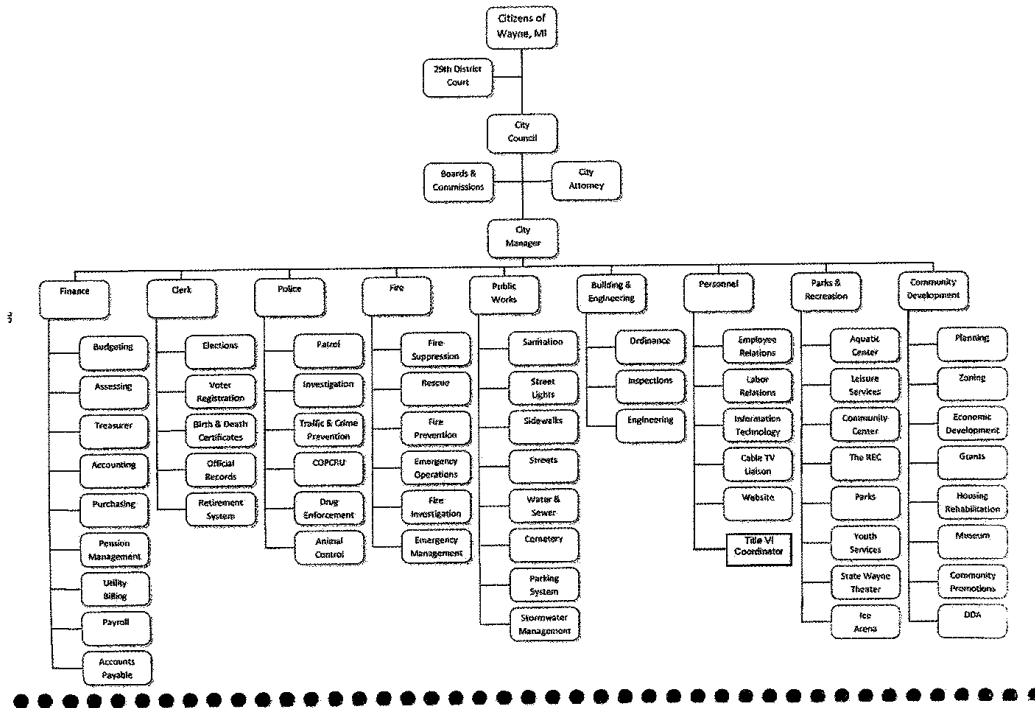 Citizens of
Wayne, MI
29th District
Court
City
Council
Boards &
Commissions
City
Attorney
City
Manager
Finance
Budgeting
Assessing
Treasurer
Accounting
Purchasing
Pension
Management
Utility
Billing
Payroll
Accounts
Payable
Clerk
Elections
Voter
Registration
Birth & Death
Certificates
Official
Records
Retirement
System
Police
Patrol
Investigation
Traffic & Crime
Prevention
COPCRU
Drug
Enforcement
Animal
Control
Fire
Fire
Suppression
Rescue
Fire
Prevention
Emergency
Operations
Fire
Investigation
Emergency
Management
Public
Works
Sanitation
Street
Lights
Sidewalks
Streets
Water &
Sewer
Cemetery
Parking
System
Stormwater
Management
Building &
Engineering
Ordinance
Inspections
Engineering
Personnel
Employee
Relations
Labor
Relations
Information
Technology
Cable TV
Liaison
Website
Title VI
Coordinator
Parks &
Recreation
Aquatic
Center
Leisure
Services
Community
Center
The REC
Parks
Youth
Services
State Wayne
Theater
Ice
Arena
Community
Development
Planning
Zoning
Economic
Development
Grants
Housing
Rehabilitation
Museum
Community
Promotions
DDA